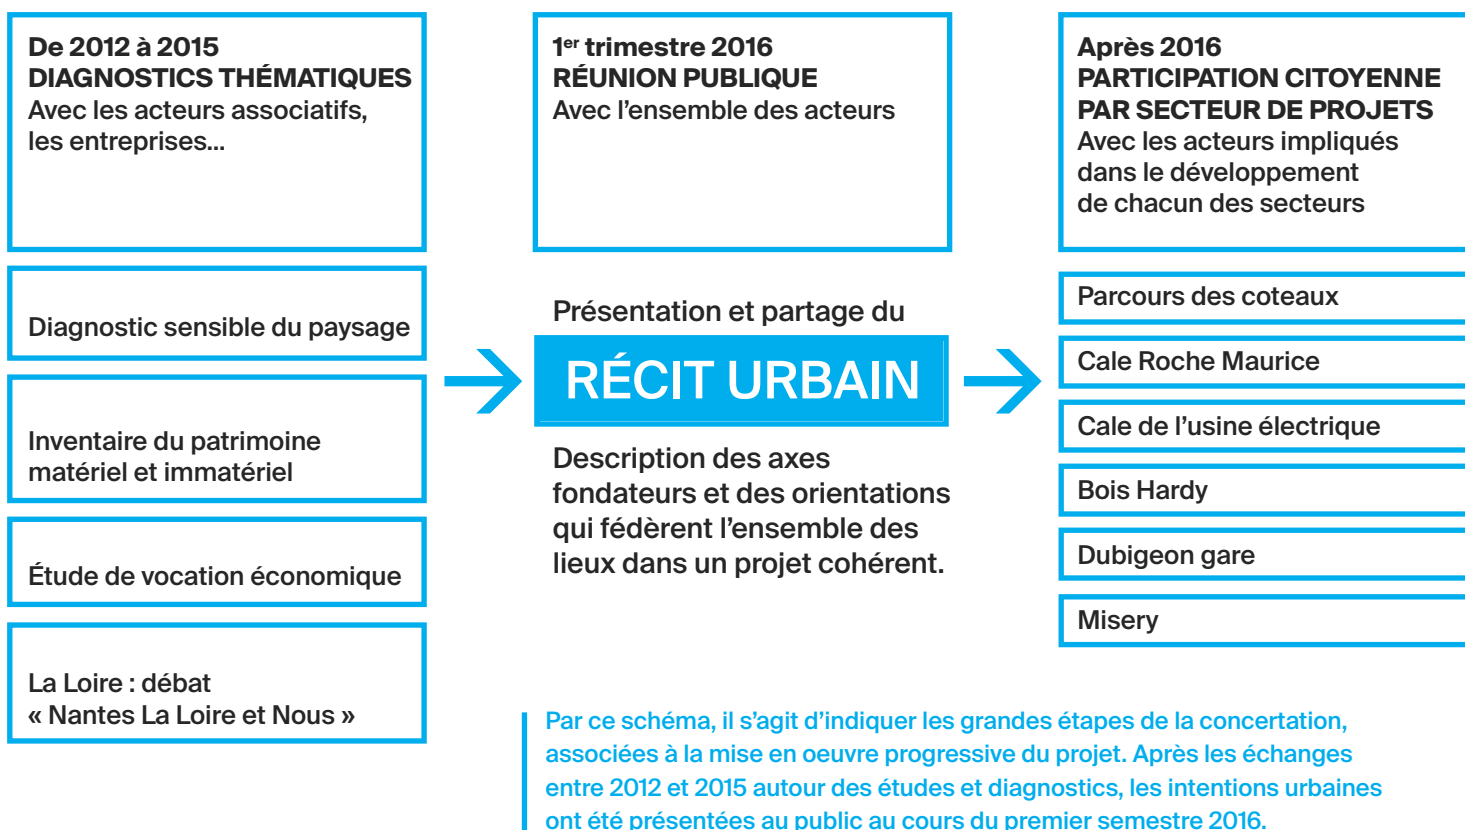 De 2012 à 2015
DIAGNOSTICS THÉMATIQUES
Avec les acteurs associatifs,
les entreprises...
Diagnostic sensible du paysage
Inventaire du patrimoine
matériel et immatériel
Étude de vocation économique
La Loire : débat
« Nantes La Loire et Nous »
1er trimestre 2016
RÉUNION PUBLIQUE
Avec l’ensemble des acteurs
Présentation et partage du
RÉCIT URBAIN
Description des axes
fondateurs et des orientations
qui fédèrent l’ensemble des
lieux dans un projet cohérent.
Après 2016
PARTICIPATION CITOYENNE
PAR SECTEUR DE PROJETS
Avec les acteurs impliqués
dans le développement
de chacun des secteurs
Parcours des coteaux
Cale Roche Maurice
Cale de l’usine électrique
Bois Hardy
Dubigeon gare
Misery
Par ce schéma, il s’agit d’indiquer les grandes étapes de la concertation,
associées à la mise en oeuvre progressive du projet. Après les échanges
entre 2012 et 2015 autour des études et diagnostics, les intentions urbaines
ont été présentées au public au cours du premier semestre 2016.